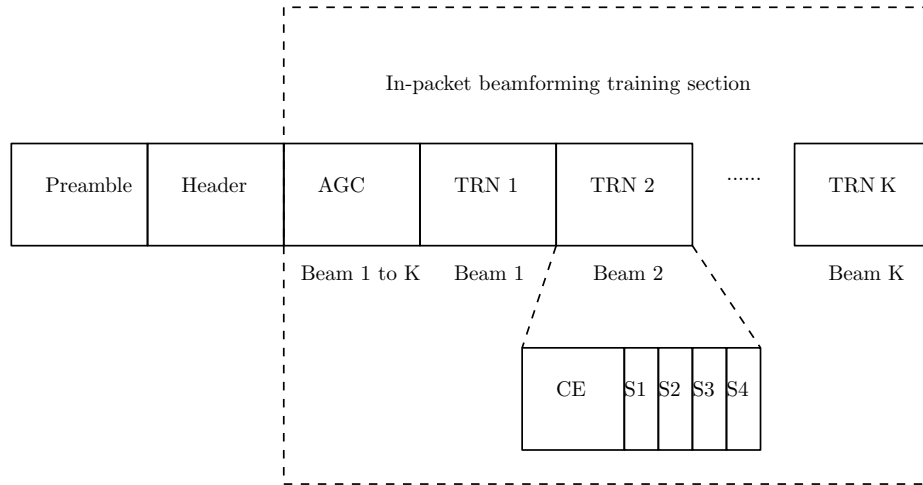 In-packet beamforming training section
Preamble Header AGC TRN 1 TRN 2 ...... TRN K
Beam 1 to K Beam 1 Beam 2 Beam K
CE S1 S2 S3 S4